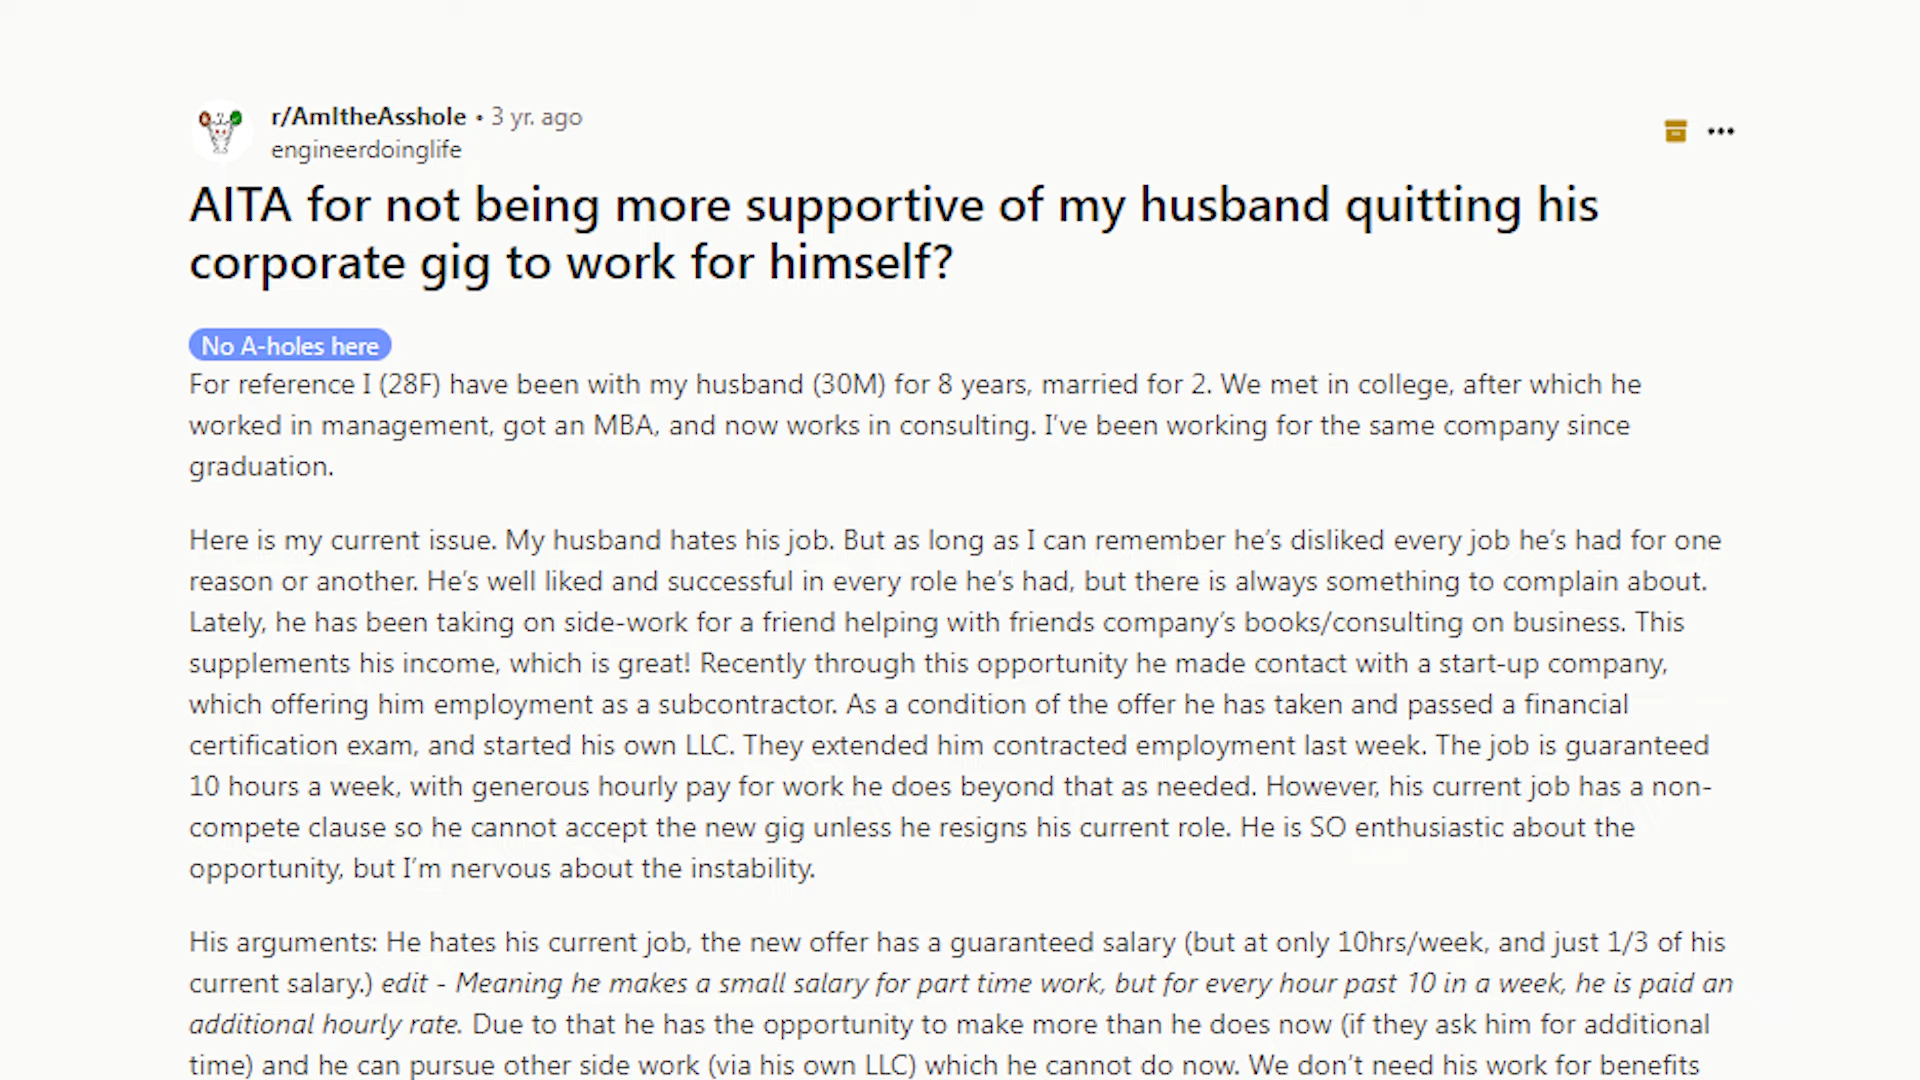 r/AmItheAsshole • 3 yr. ago
engineerdoinglife
AITA for not being more supportive of my husband quitting his
corporate gig to work for himself?
No A-holes here
For reference I (28F) have been with my husband (30M) for 8 years, married for 2. We met in college, after which he
worked in management, got an MBA, and now works in consulting. I’ve been working for the same company since
graduation.
Here is my current issue. My husband hates his job. But as long as I can remember he’s disliked every job he’s had for one
reason or another. He’s well liked and successful in every role he’s had, but there is always something to complain about.
Lately, he has been taking on side-work for a friend helping with friends company’s books/consulting on business. This
supplements his income, which is great! Recently through this opportunity he made contact with a start-up company,
which offering him employment as a subcontractor. As a condition of the offer he has taken and passed a financial
certification exam, and started his own LLC. They extended him contracted employment last week. The job is guaranteed
10 hours a week, with generous hourly pay for work he does beyond that as needed. However, his current job has a non-
compete clause so he cannot accept the new gig unless he resigns his current role. He is SO enthusiastic about the
opportunity, but I’m nervous about the instability.
His arguments: He hates his current job, the new offer has a guaranteed salary (but at only 10hrs/week, and just 1/3 of his
current salary.) edit - Meaning he makes a small salary for part time work, but for every hour past 10 in a week, he is paid an
additional hourly rate. Due to that he has the opportunity to make more than he does now (if they ask him for additional
time) and he can pursue other side work (via his own LLC) which he cannot do now. We don’t need his work for benefits